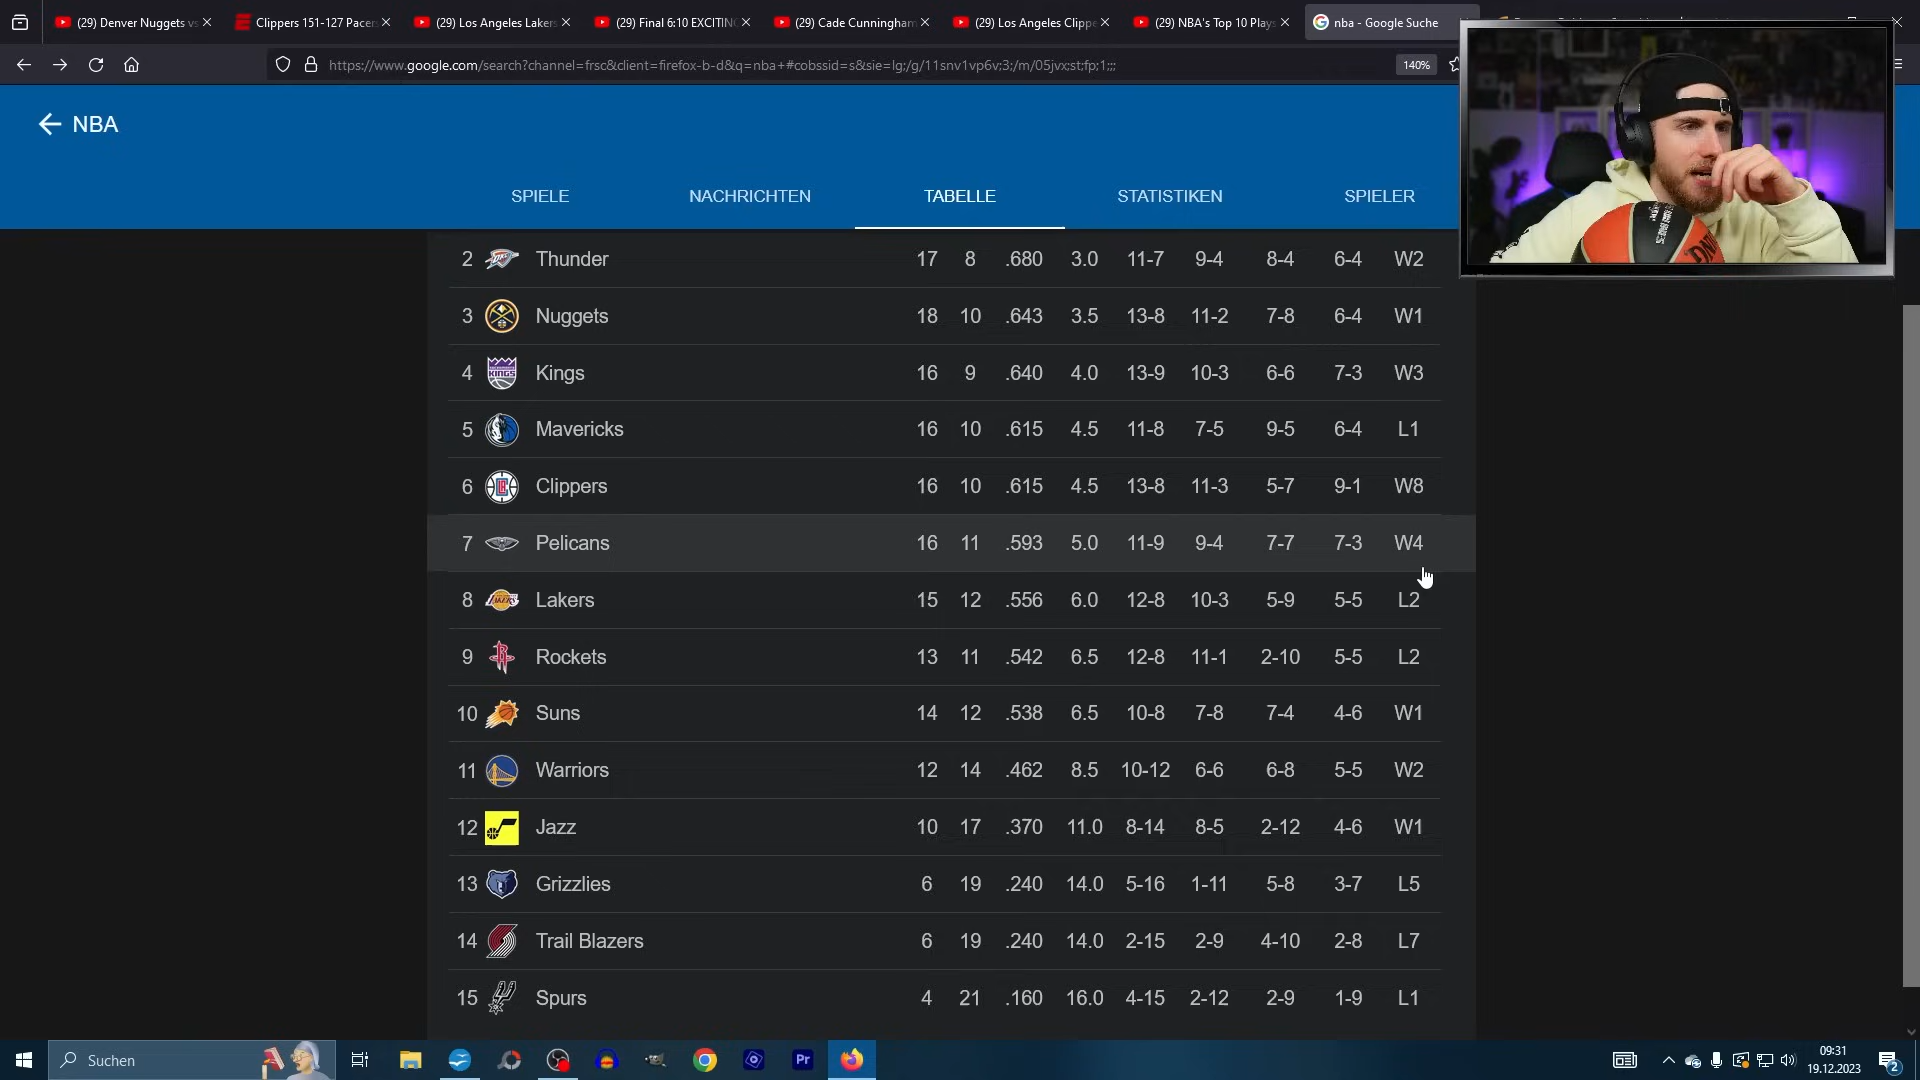 (29) Denver Nuggets vs
Clippers 151-127 Pacers
(29) Los Angeles Lakers
(29) Final 6:10 EXCITING
(29) Cade Cunningham
(29) Los Angeles Clippe
(29) NBA's Top 10 Plays
nba - Google Suche
https://www.google.com/search?channel=frsc&client=firefox-b-d&q=nba+#cobssid=s&sie=lg;/g/11snv1vp6v;3;/m/05jvx;st;fp;1;;;
140%
NBA
SPIELE NACHRICHTEN TABELLE STATISTIKEN SPIELER
2 Thunder 17 8 .680 3.0 11-7 9-4 8-4 6-4 W2
3 Nuggets 18 10 .643 3.5 13-8 11-2 7-8 6-4 W1
4 Kings 16 9 .640 4.0 13-9 10-3 6-6 7-3 W3
5 Mavericks 16 10 .615 4.5 11-8 7-5 9-5 6-4 L1
6 Clippers 16 10 .615 4.5 13-8 11-3 5-7 9-1 W8
7 Pelicans 16 11 .593 5.0 11-9 9-4 7-7 7-3 W4
8 Lakers 15 12 .556 6.0 12-8 10-3 5-9 5-5 L2
9 Rockets 13 11 .542 6.5 12-8 11-1 2-10 5-5 L2
10 Suns 14 12 .538 6.5 10-8 7-8 7-4 4-6 W1
11 Warriors 12 14 .462 8.5 10-12 6-6 6-8 5-5 W2
12 Jazz 10 17 .370 11.0 8-14 8-5 2-12 4-6 W1
13 Grizzlies 6 19 .240 14.0 5-16 1-11 5-8 3-7 L5
14 Trail Blazers 6 19 .240 14.0 2-15 2-9 4-10 2-8 L7
15 Spurs 4 21 .160 16.0 4-15 2-12 2-9 1-9 L1
Suchen
Pr
09:31
19.12.2023
2